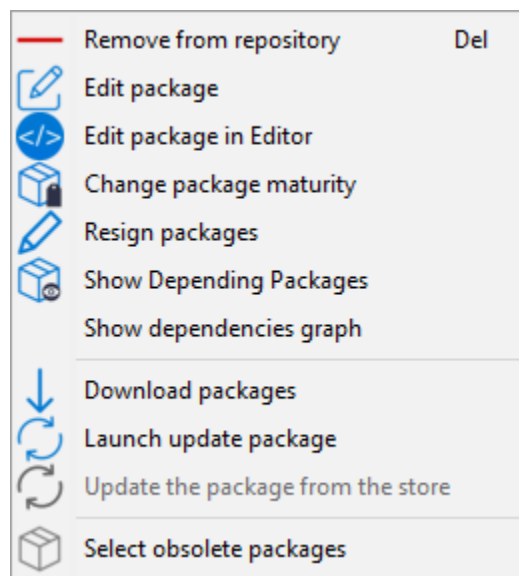 Remove from repository Del
Edit package
</> Edit package in Editor
Change package maturity
Resign packages
Show Depending Packages
Show dependencies graph
Download packages
Launch update package
Update the package from the store
Select obsolete packages